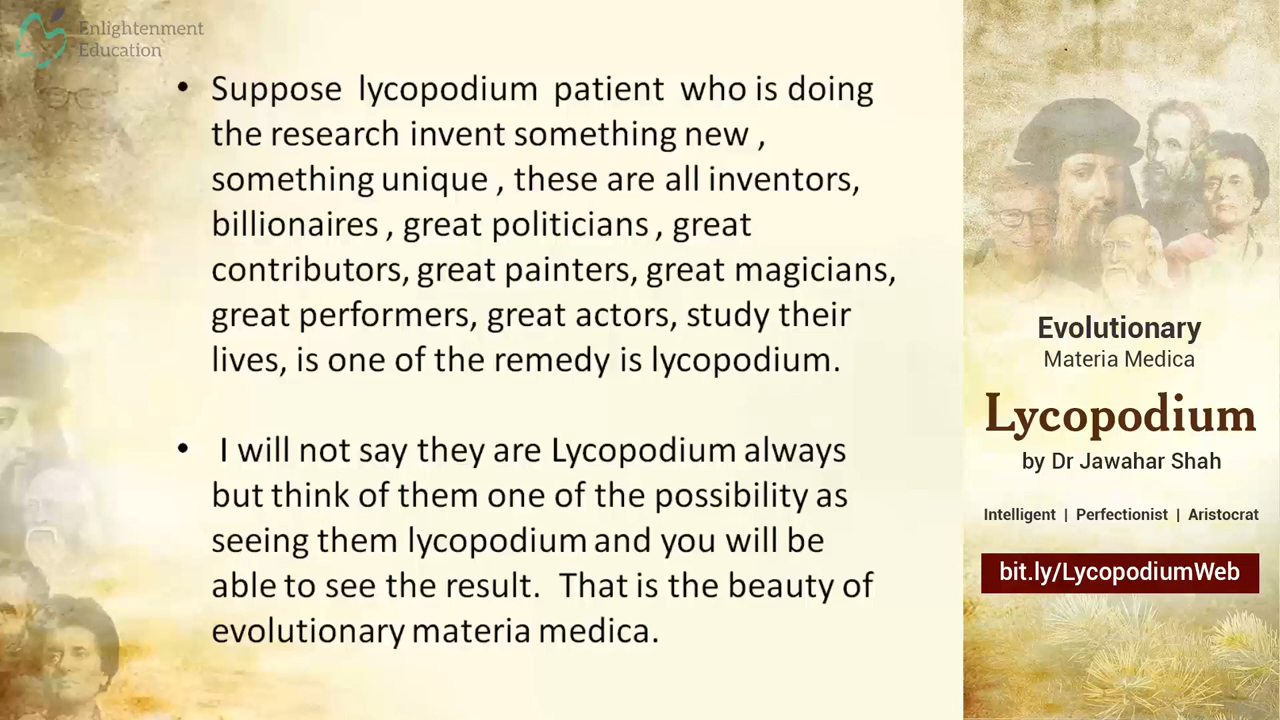 Enlightenment
Education
• Suppose lycopodium patient who is doing
the research invent something new ,
something unique , these are all inventors,
billionaires , great politicians , great
contributors, great painters, great magicians,
great performers, great actors, study their
lives, is one of the remedy is lycopodium.
• I will not say they are Lycopodium always
but think of them one of the possibility as
seeing them lycopodium and you will be
able to see the result. That is the beauty of
evolutionary materia medica.
Evolutionary
Materia Medica
Lycopodium
by Dr Jawahar Shah
Intelligent | Perfectionist | Aristocrat
bit.ly/LycopodiumWeb